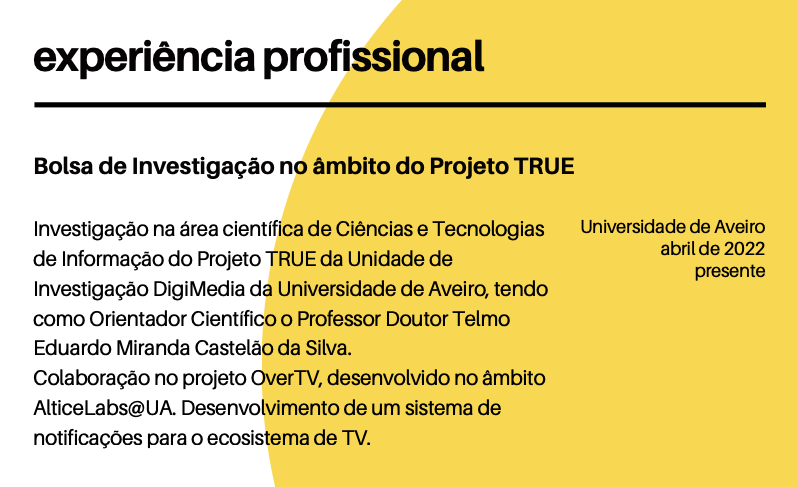 experiência profissional
Bolsa de Investigação no âmbito do Projeto TRUE
Investigação na área científica de Ciências e Tecnologias
de Informação do Projeto TRUE da Unidade de
Investigação DigiMedia da Universidade de Aveiro, tendo
como Orientador Científico o Professor Doutor Telmo
Eduardo Miranda Castelão da Silva.
Colaboração no projeto OverTV, desenvolvido no âmbito
AlticeLabs@UA. Desenvolvimento de um sistema de
notificações para o ecosistema de TV.
Universidade de Aveiro
abril de 2022
presente